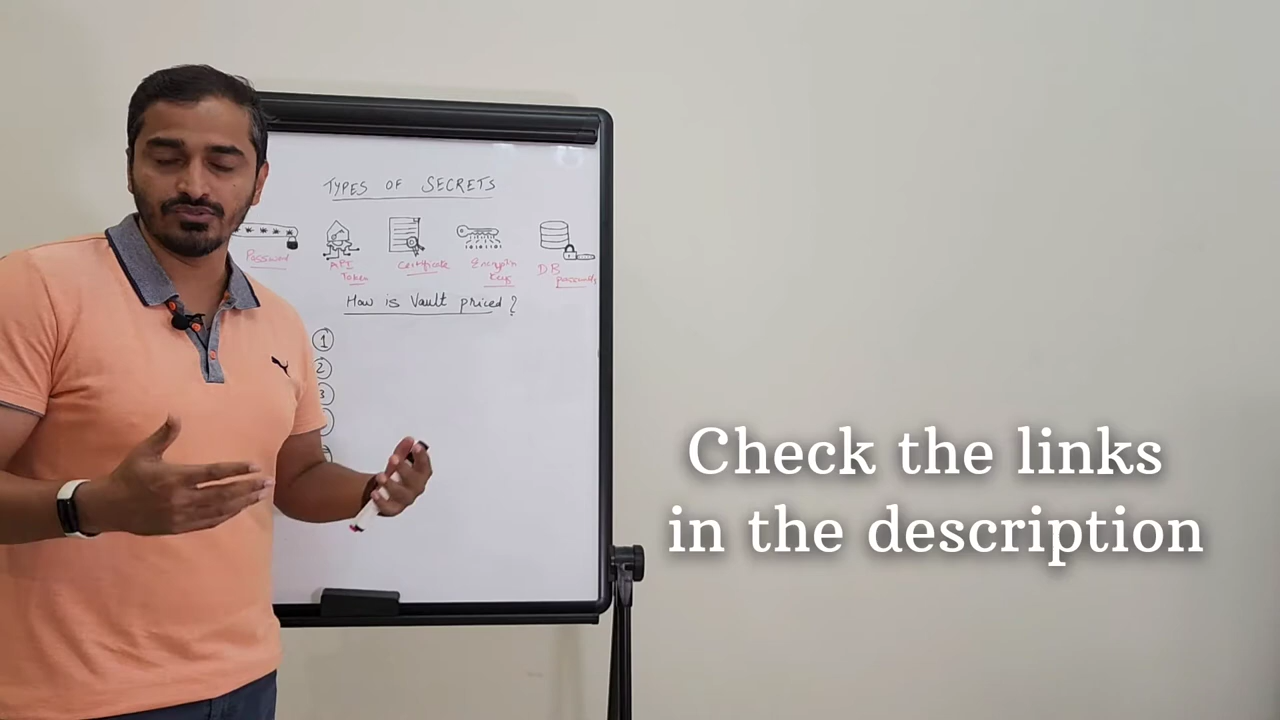 TYPES OF SECRETS
Password
API
Token
Certificate
Encryptn
Keys
DB
passwords
How is Vault priced?
1
2
3
Check the links
in the description